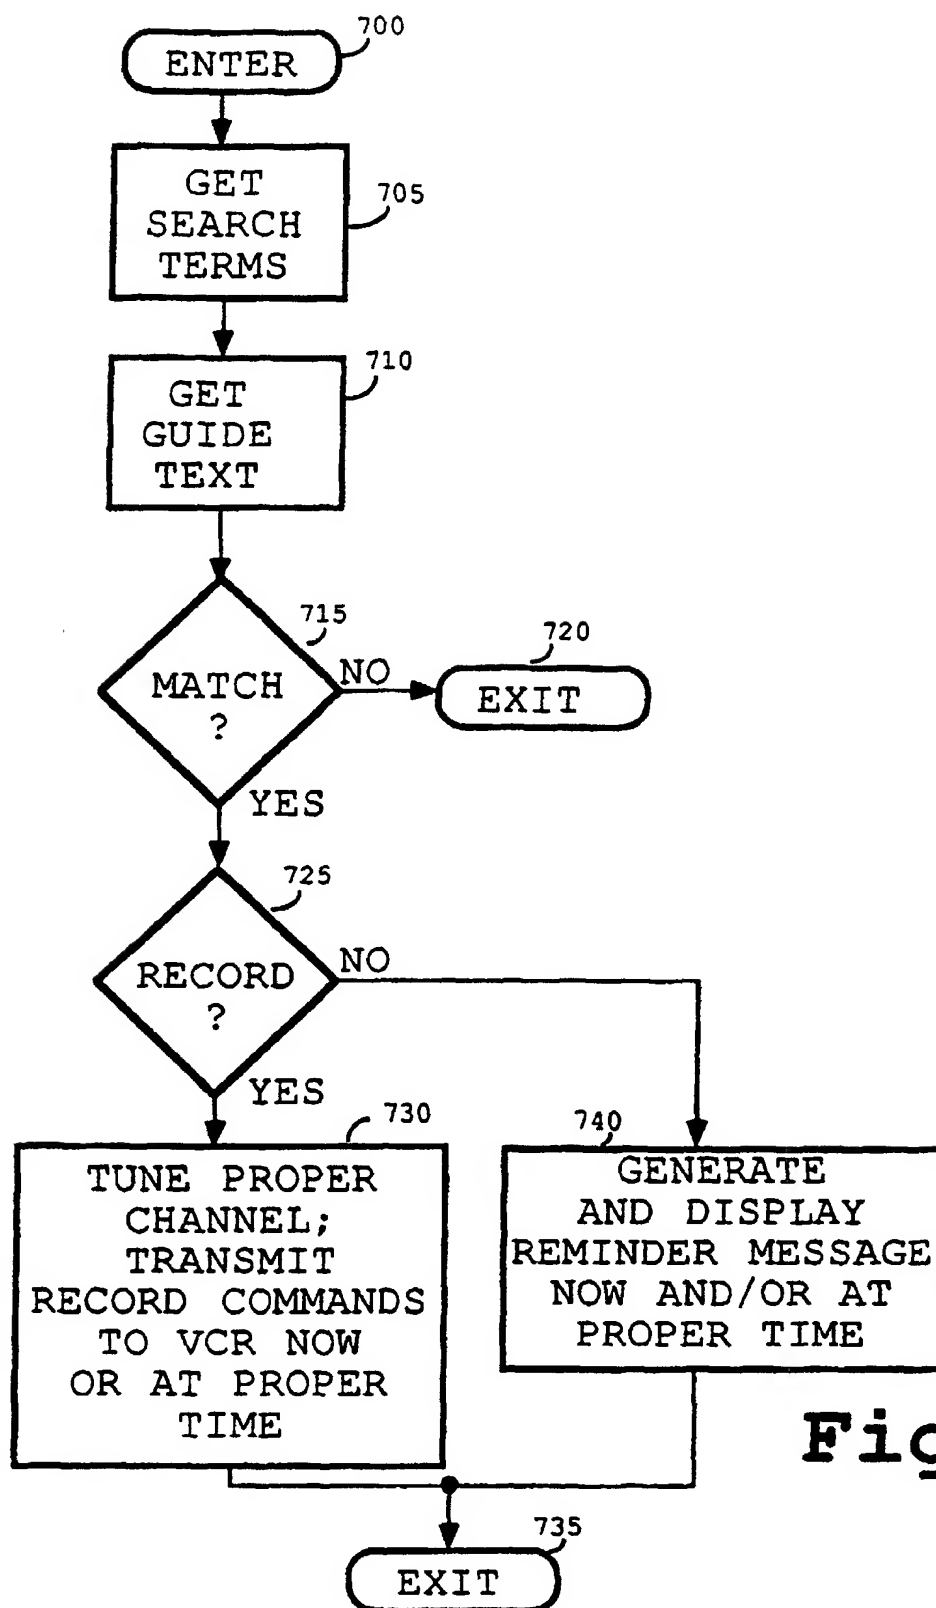 700
ENTER
GET
SEARCH
TERMS
705
GET
GUIDE
TEXT
710
715
MATCH
?
NO
720
EXIT
YES
725
RECORD
?
NO
YES
730
TUNE PROPER
CHANNEL;
TRANSMIT
RECORD COMMANDS
TO VCR NOW
OR AT PROPER
TIME
740
GENERATE
AND DISPLAY
REMINDER MESSAGE
NOW AND/OR AT
PROPER TIME
Fig
735
EXIT